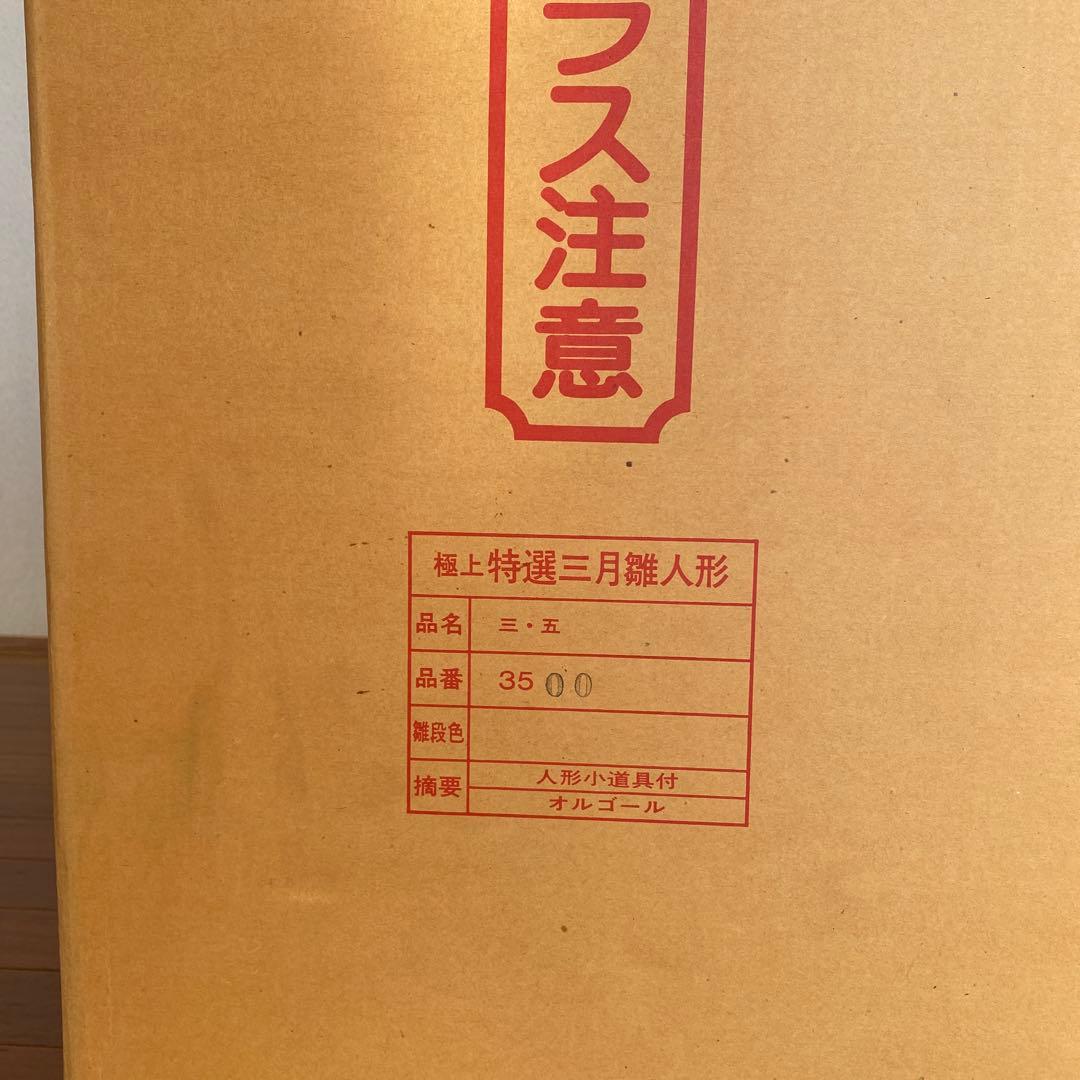 ラス注意
極上特選三月雛人形
品名 三・五
品番 3500
雛段色
摘要 人形小道具付
オルゴール